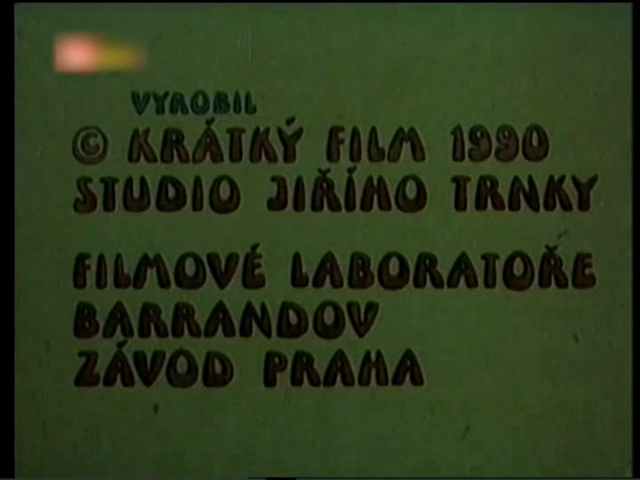 VYROBIL
© KRÁTKÝ FILM 1990
STUDIO JIŘÍHO TRNKY
FILMOVÉ LABORATOŘE
BARRANDOV
ZÁVOD PRAHA